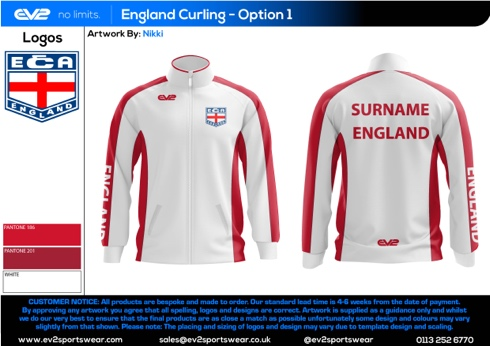 EV2 no limits. England Curling - Option 1
Logos
Artwork By: Nikki
ECA
ENGLAND
EV2
ECA
ENGLAND
ENGLAND
SURNAME
ENGLAND
ENGLAND
EV2
PANTONE 186
PANTONE 201
WHITE
CUSTOMER NOTICE: All products are bespoke and made to order. Our standard lead time is 4-6 weeks from the date of payment.
By approving any artwork you agree that all spelling, logos and designs are correct. Artwork is supplied as a guidance only and whilst
we do our very best to ensure that the final products are as close a match as possible unfortunately some design and colours may vary
slightly from that shown. Please note: The placing and sizing of logos and design may vary due to template design and scaling.
www.ev2sportswear.com sales@ev2sportswear.co.uk @ev2sportswear 0113 252 6770